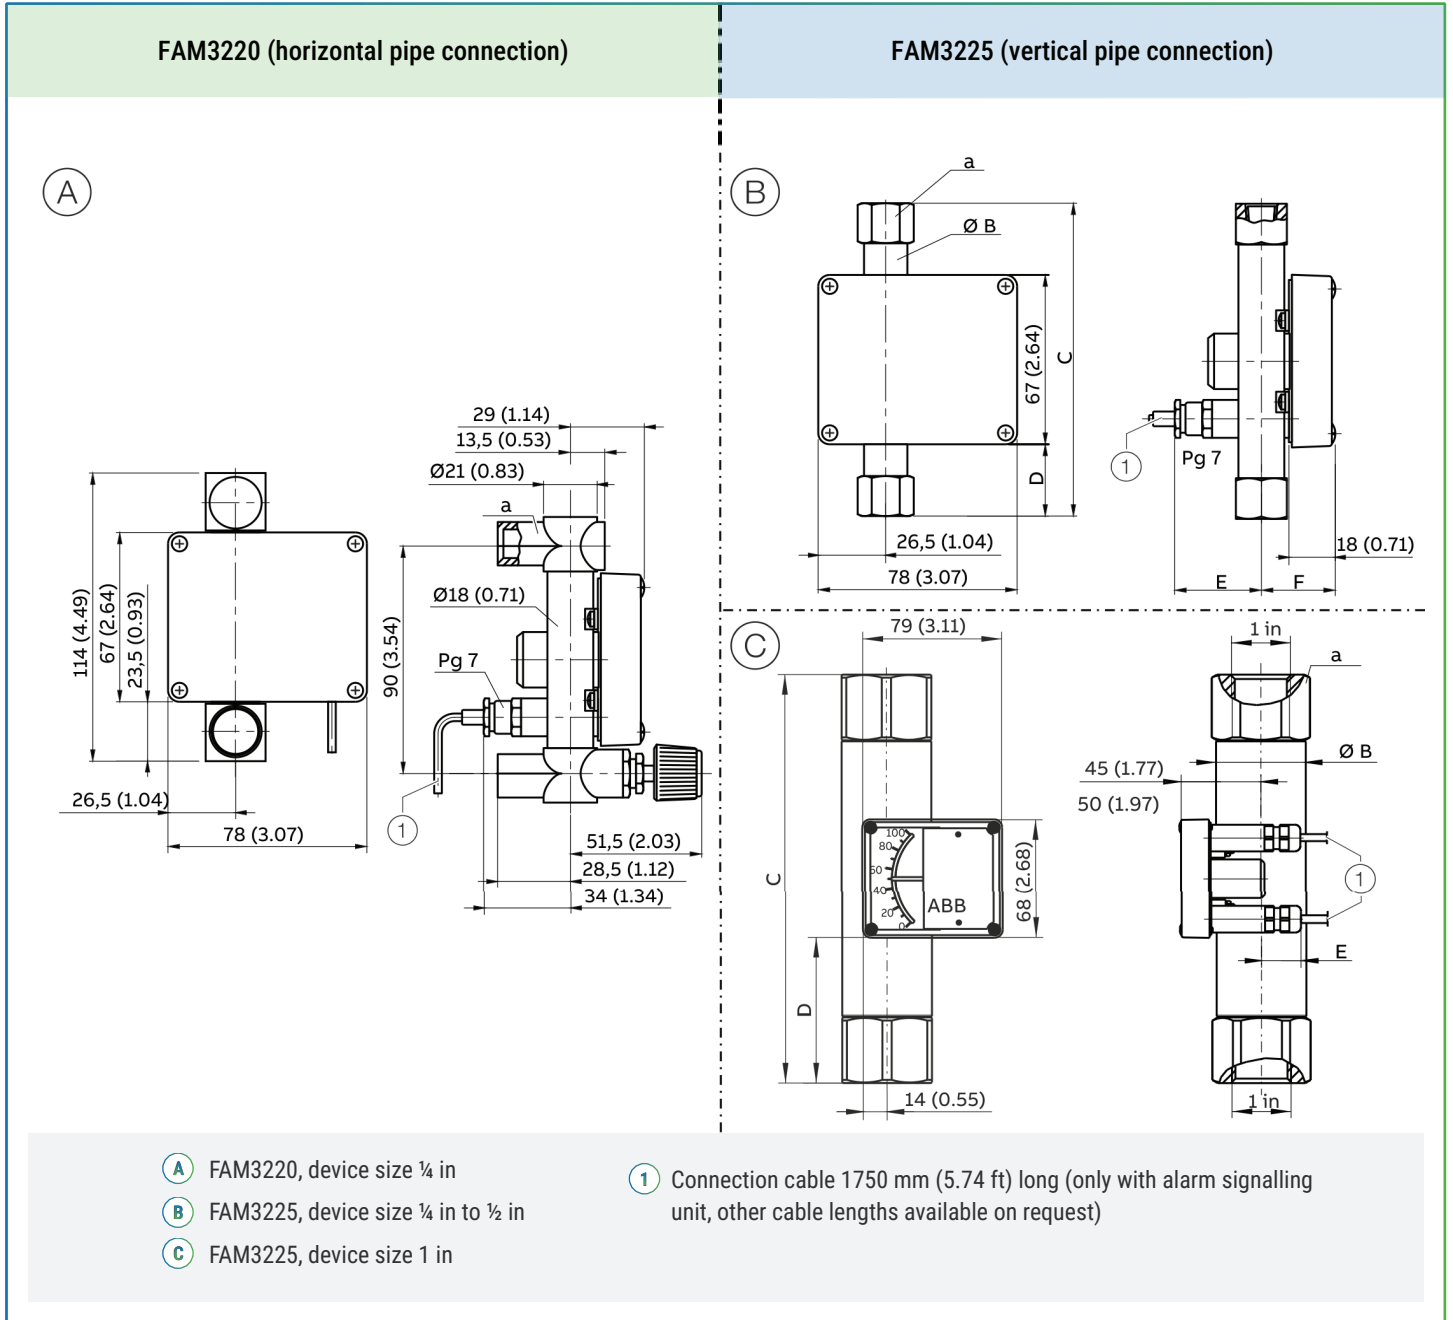 FAM3220 (horizontal pipe connection)
FAM3225 (vertical pipe connection)
A
114 (4.49)
67 (2.64)
23,5 (0.93)
26,5 (1.04)
78 (3.07)
29 (1.14)
13,5 (0.53)
Ø21 (0.83)
a
90 (3.54)
Ø18 (0.71)
Pg 7
1
51,5 (2.03)
28,5 (1.12)
34 (1.34)
B
a
Ø B
67 (2.64)
C
D
26,5 (1.04)
78 (3.07)
1
Pg 7
18 (0.71)
E
F
C
79 (3.11)
C
D
100
80
60
40
20
0
ABB
68 (2.68)
14 (0.55)
1 in
a
Ø B
45 (1.77)
50 (1.97)
1
E
1 in
A FAM3220, device size ¼ in
B FAM3225, device size ¼ in to ½ in
C FAM3225, device size 1 in
1 Connection cable 1750 mm (5.74 ft) long (only with alarm signalling
unit, other cable lengths available on request)